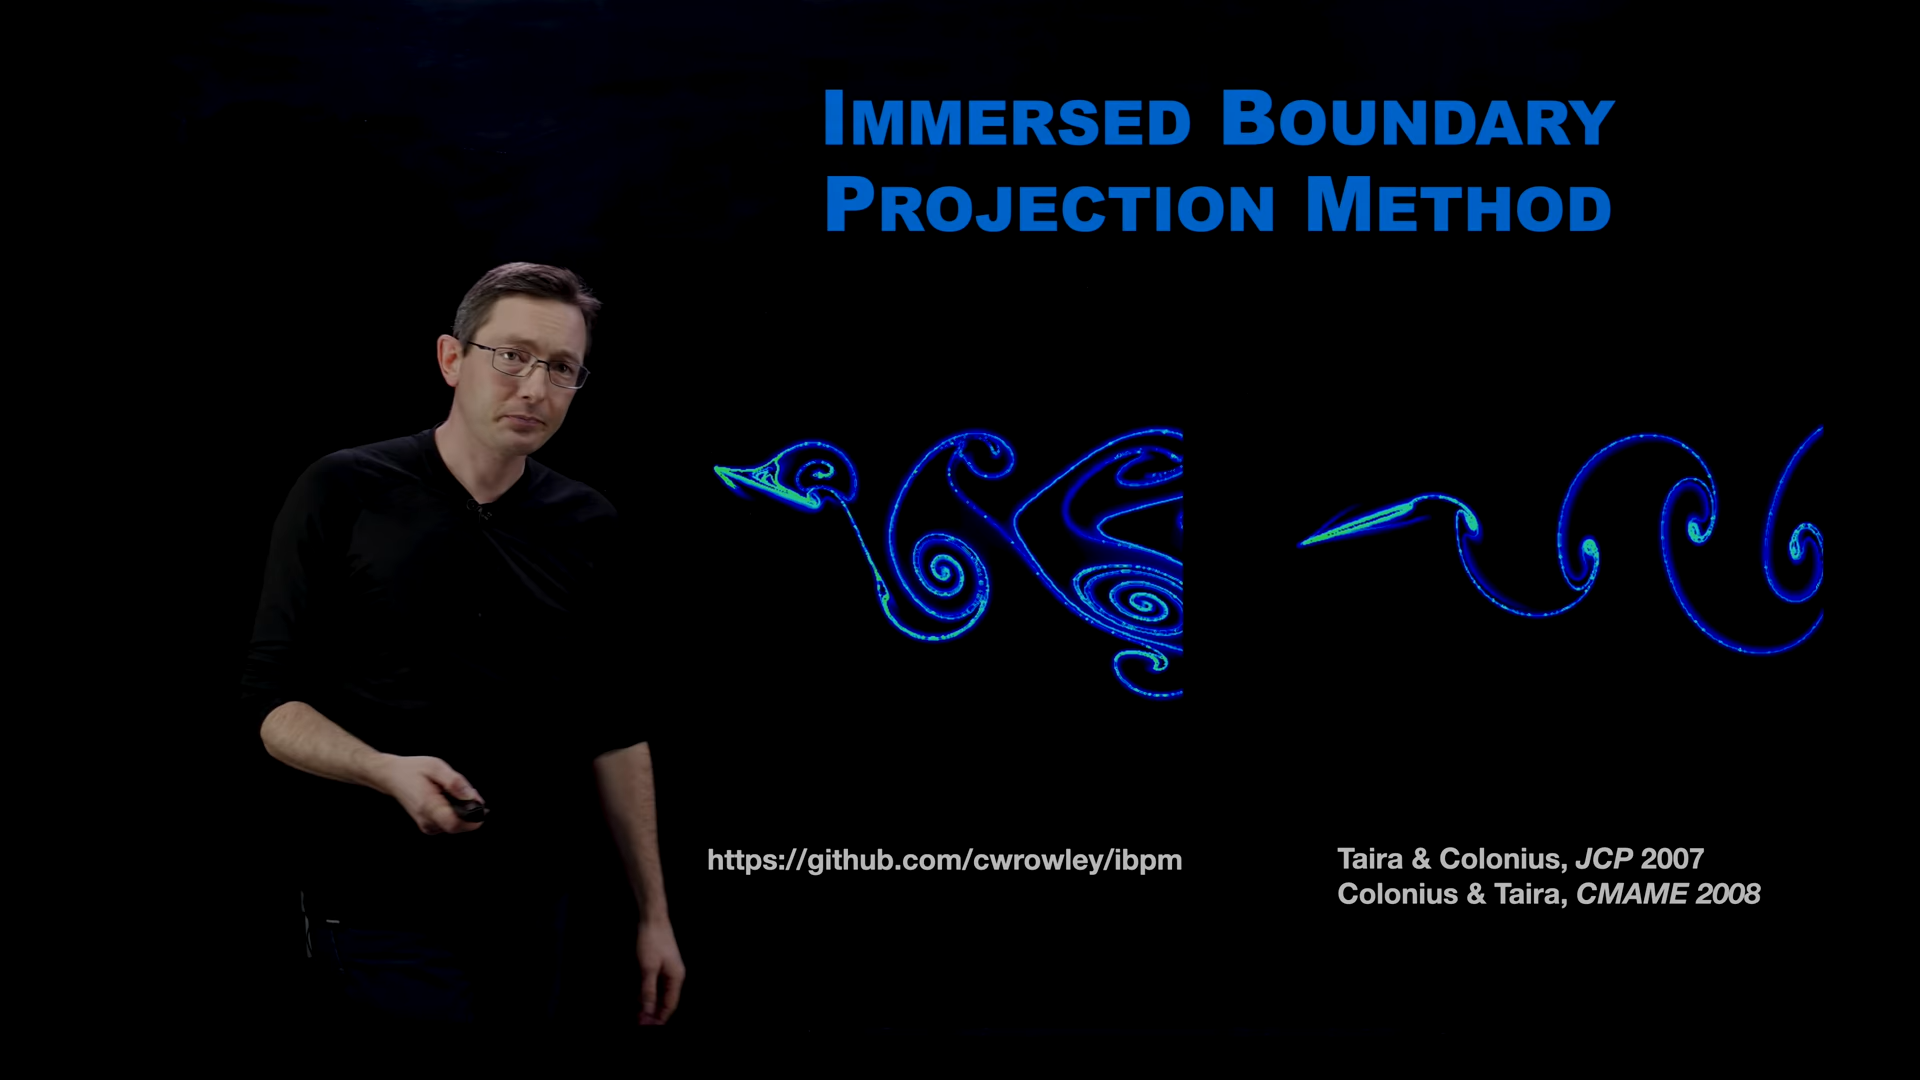 IMMERSED BOUNDARY
PROJECTION METHOD
https://github.com/cwrowley/ibpm
Taira & Colonius, JCP 2007
Colonius & Taira, CMAME 2008